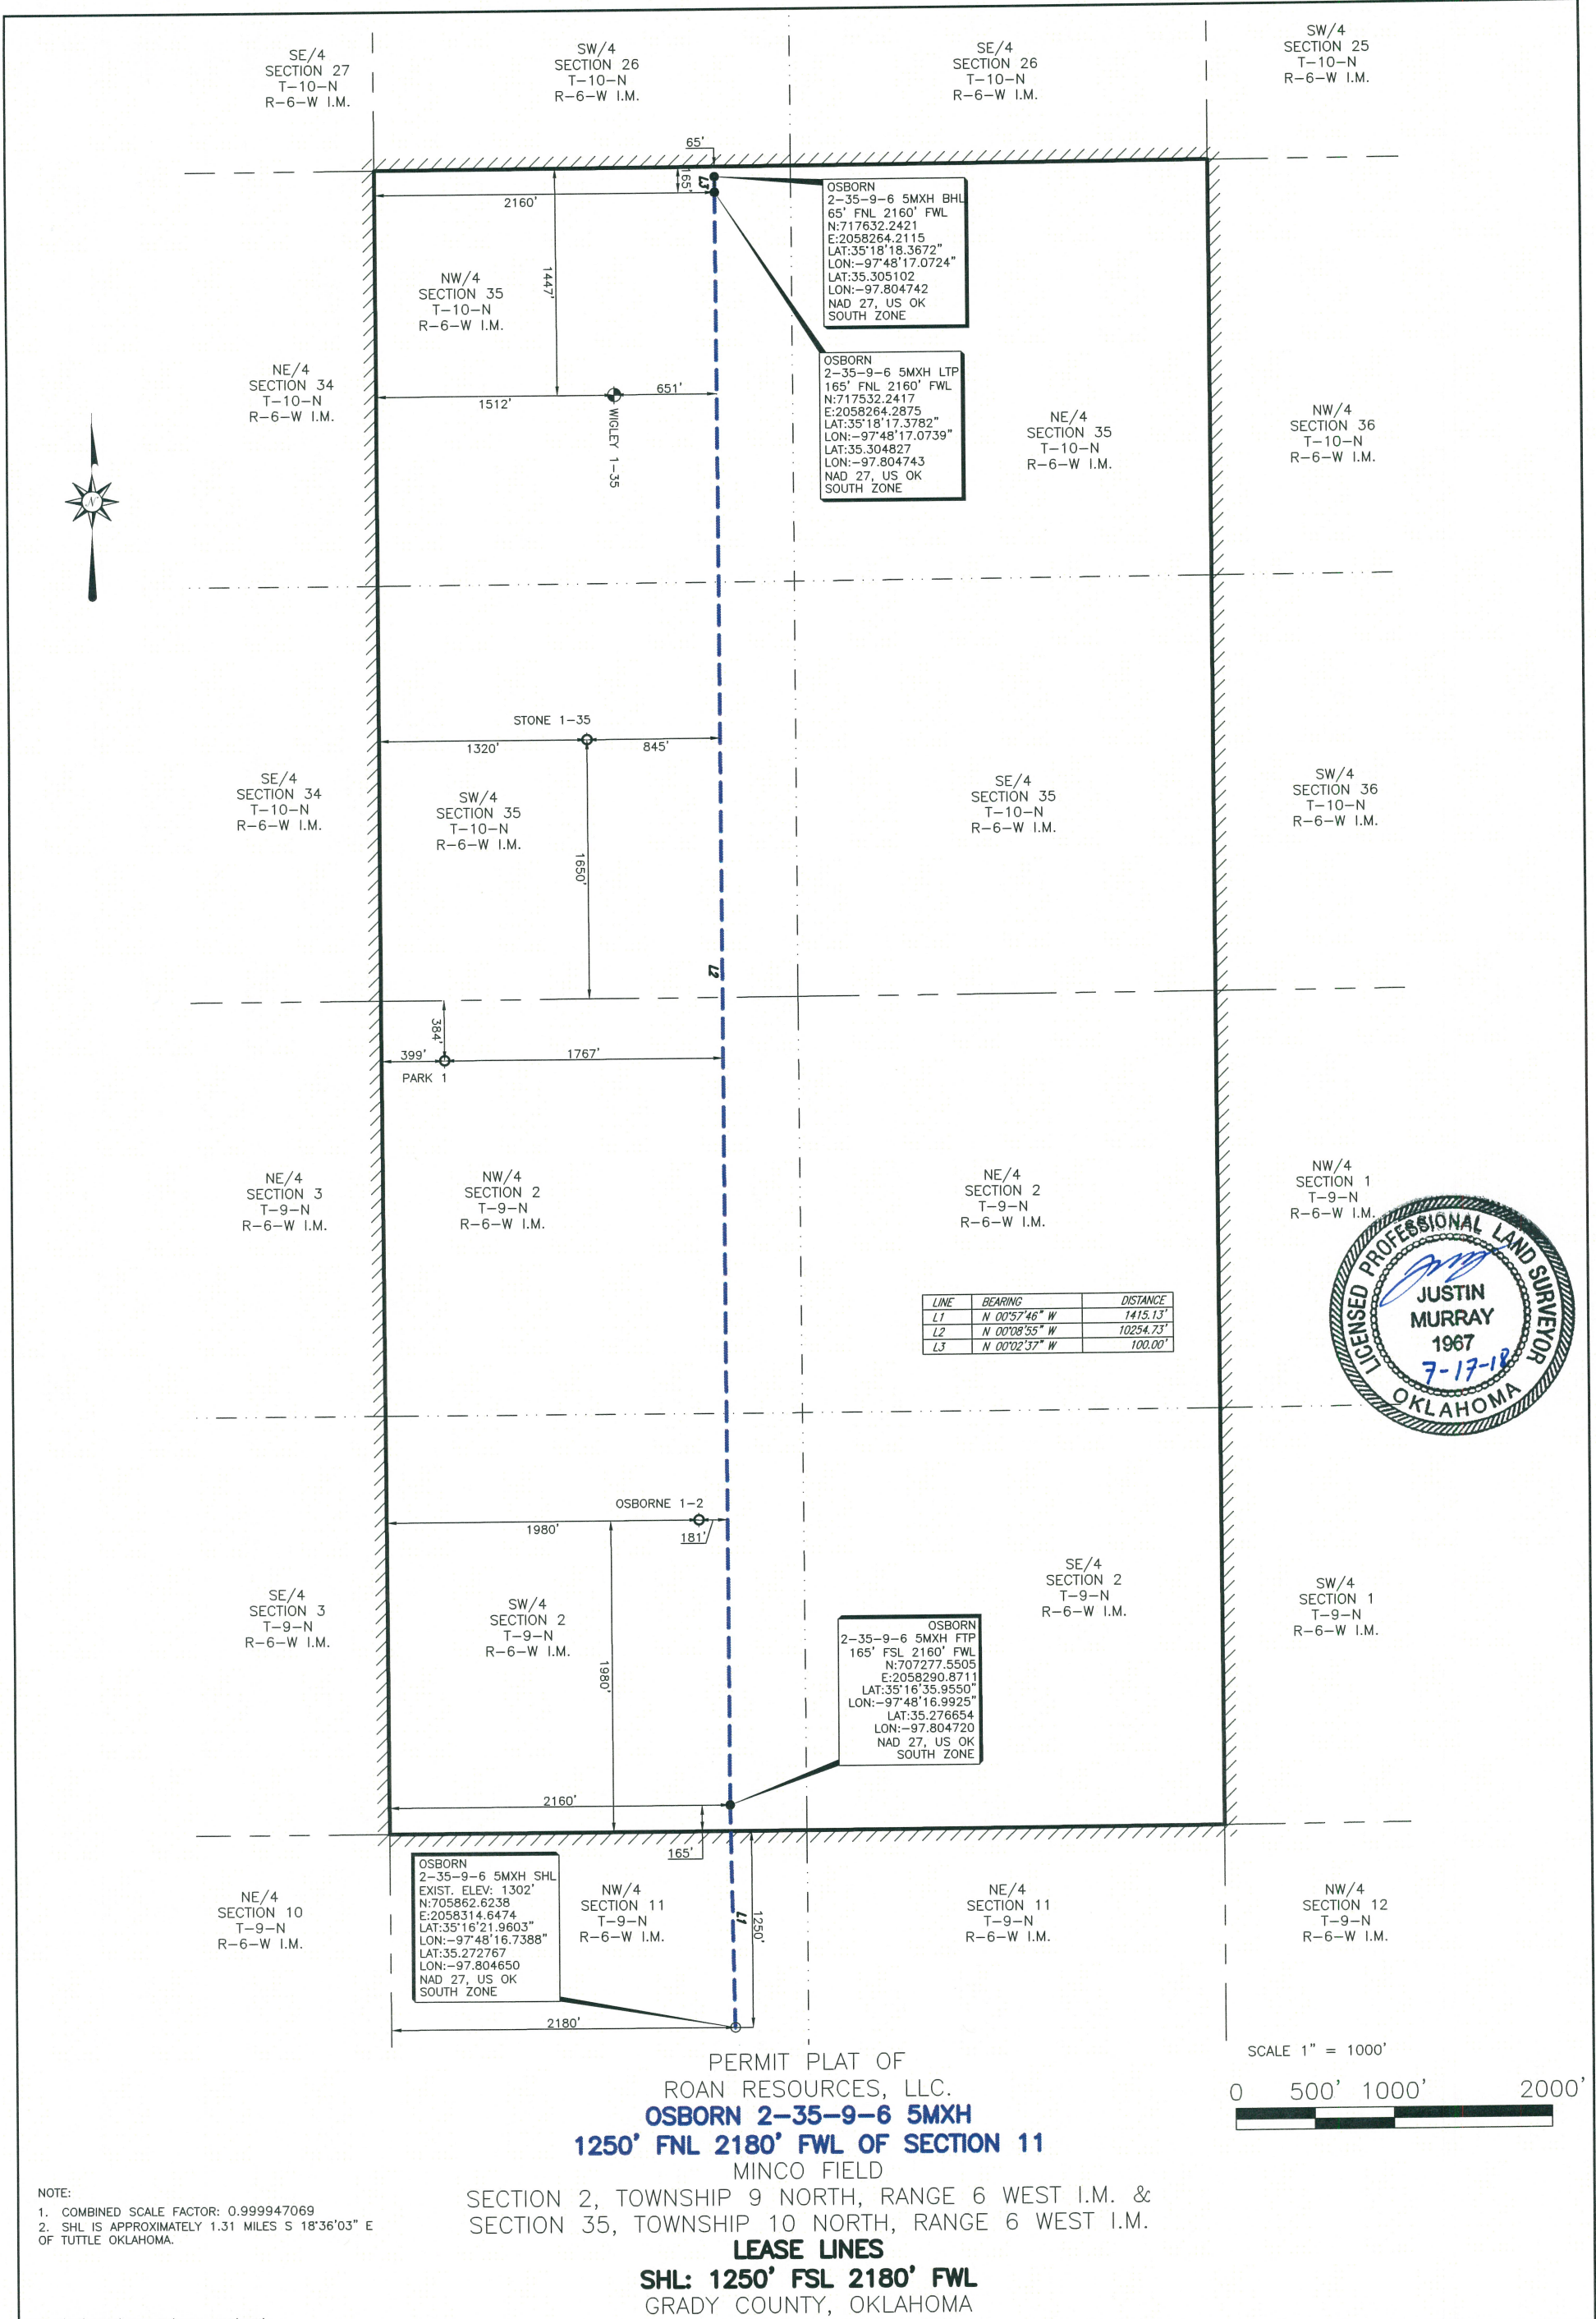 SE/4
SECTION 27
T-10-N
R-6-W I.M.
SW/4
SECTION 26
T-10-N
R-6-W I.M.
SE/4
SECTION 26
T-10-N
R-6-W I.M.
SW/4
SECTION 25
T-10-N
R-6-W I.M.
65'
165'
L3
2160'
OSBORN
2-35-9-6 5MXH BHL
65' FNL 2160' FWL
N:717632.2421
E:2058264.2115
LAT:35°18'18.3672"
LON:-97°48'17.0724"
LAT:35.305102
LON:-97.804742
NAD 27, US OK
SOUTH ZONE
NW/4
SECTION 35
T-10-N
R-6-W I.M.
1447'
OSBORN
2-35-9-6 5MXH LTP
165' FNL 2160' FWL
N:717532.2417
E:2058264.2875
LAT:35°18'17.3782"
LON:-97°48'17.0739"
LAT:35.304827
LON:-97.804743
NAD 27, US OK
SOUTH ZONE
NE/4
SECTION 34
T-10-N
R-6-W I.M.
1512'
651'
WIGLEY 1-35
NE/4
SECTION 35
T-10-N
R-6-W I.M.
NW/4
SECTION 36
T-10-N
R-6-W I.M.
N
STONE 1-35
1320'
845'
SE/4
SECTION 34
T-10-N
R-6-W I.M.
SW/4
SECTION 35
T-10-N
R-6-W I.M.
1650'
SE/4
SECTION 35
T-10-N
R-6-W I.M.
SW/4
SECTION 36
T-10-N
R-6-W I.M.
L2
384'
399'
1767'
PARK 1
NE/4
SECTION 3
T-9-N
R-6-W I.M.
NW/4
SECTION 2
T-9-N
R-6-W I.M.
NE/4
SECTION 2
T-9-N
R-6-W I.M.
NW/4
SECTION 1
T-9-N
R-6-W I.M.
LINE BEARING DISTANCE
L1 N 00°57'46" W 1415.13'
L2 N 00°08'55" W 10254.73'
L3 N 00°02'37" W 100.00'
LICENSED PROFESSIONAL LAND SURVEYOR
JUSTIN
MURRAY
1967
7-17-18
OKLAHOMA
OSBORNE 1-2
1980'
181'
SE/4
SECTION 3
T-9-N
R-6-W I.M.
SW/4
SECTION 2
T-9-N
R-6-W I.M.
1980'
SE/4
SECTION 2
T-9-N
R-6-W I.M.
SW/4
SECTION 1
T-9-N
R-6-W I.M.
OSBORN
2-35-9-6 5MXH FTP
165' FSL 2160' FWL
N:707277.5505
E:2058290.8711
LAT:35°16'35.9550"
LON:-97°48'16.9925"
LAT:35.276654
LON:-97.804720
NAD 27, US OK
SOUTH ZONE
2160'
165'
OSBORN
2-35-9-6 5MXH SHL
EXIST. ELEV: 1302'
N:705862.6238
E:2058314.6474
LAT:35°16'21.9603"
LON:-97°48'16.7388"
LAT:35.272767
LON:-97.804650
NAD 27, US OK
SOUTH ZONE
NE/4
SECTION 10
T-9-N
R-6-W I.M.
NW/4
SECTION 11
T-9-N
R-6-W I.M.
L1
1250'
NE/4
SECTION 11
T-9-N
R-6-W I.M.
NW/4
SECTION 12
T-9-N
R-6-W I.M.
2180'
SCALE 1" = 1000'
0 500' 1000' 2000'
PERMIT PLAT OF
ROAN RESOURCES, LLC.
OSBORN 2-35-9-6 5MXH
1250' FNL 2180' FWL OF SECTION 11
MINCO FIELD
SECTION 2, TOWNSHIP 9 NORTH, RANGE 6 WEST I.M. &
SECTION 35, TOWNSHIP 10 NORTH, RANGE 6 WEST I.M.
LEASE LINES
SHL: 1250' FSL 2180' FWL
GRADY COUNTY, OKLAHOMA
NOTE:
1. COMBINED SCALE FACTOR: 0.999947069
2. SHL IS APPROXIMATELY 1.31 MILES S 18°36'03" E
OF TUTTLE OKLAHOMA.